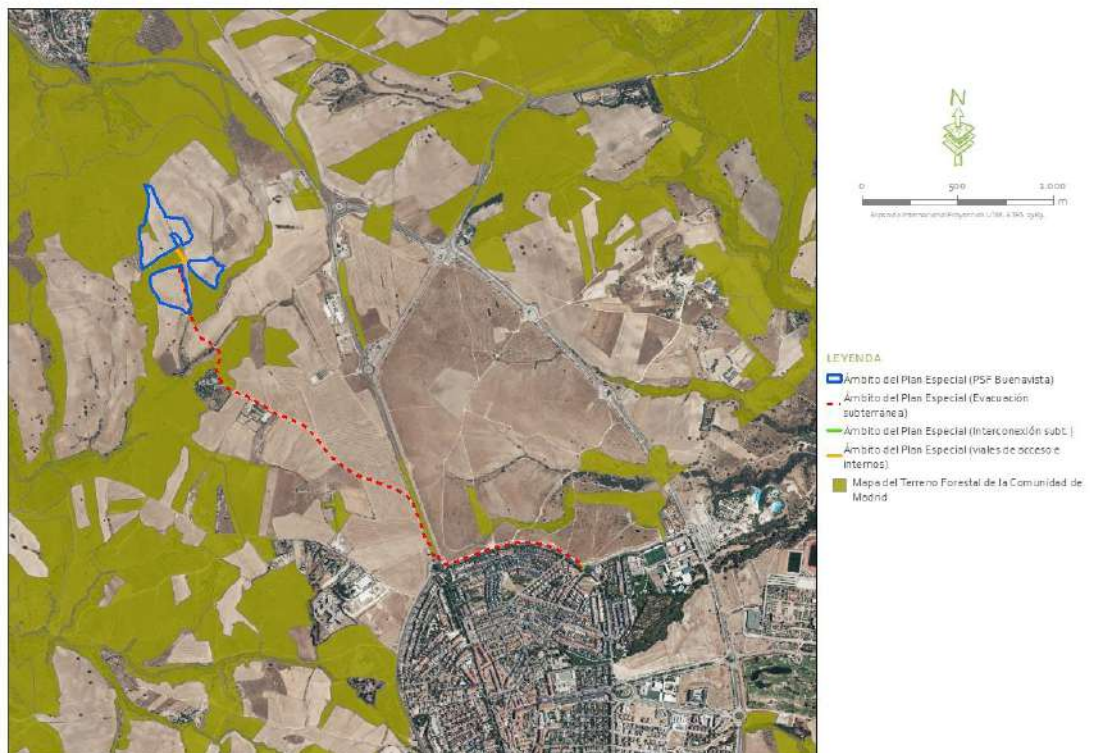 N
0 500 1.000
m
LEYENDA
Ámbito del Plan Especial (PSF Buenavista)
Ámbito del Plan Especial (Evacuación
subterránea)
Ámbito del Plan Especial (Interconexión subt.)
Ámbito del Plan Especial (viales de acceso e
internos)
Mapa del Terreno Forestal de la Comunidad de
Madrid